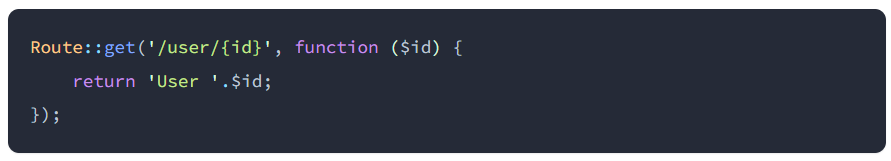 Route::get('/user/{id}', function ($id) {
    return 'User '.$id;
});